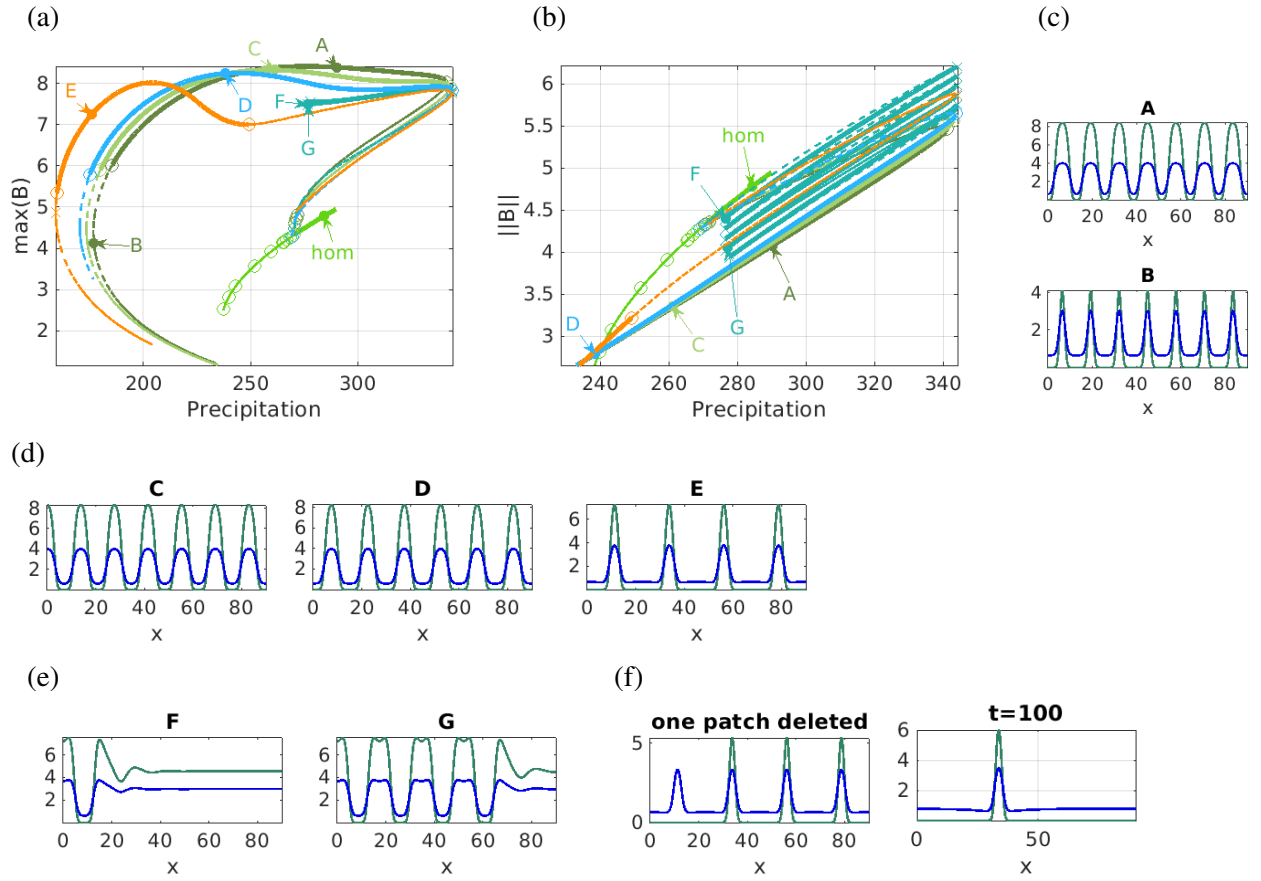 (a)
max(B)
8
7
6
5
4
3
2
200
250
300
Precipitation
A
C
D
E
F
G
B
hom
(b)
||B||
6
5.5
5
4.5
4
3.5
3
240
260
280
300
320
340
Precipitation
hom
F
D
C
G
A
(c)
A
8
6
4
2
0 20 40 60 80
x
B
4
2
0 20 40 60 80
x
(d)
C
8
6
4
2
0 20 40 60 80
x
D
8
6
4
2
0 20 40 60 80
x
E
6
4
2
0 20 40 60 80
x
(e)
F
6
4
2
0 20 40 60 80
x
G
6
4
2
0 20 40 60 80
x
(f)
one patch deleted
5
0
0 20 40 60 80
x
t=100
6
4
2
0 50
x